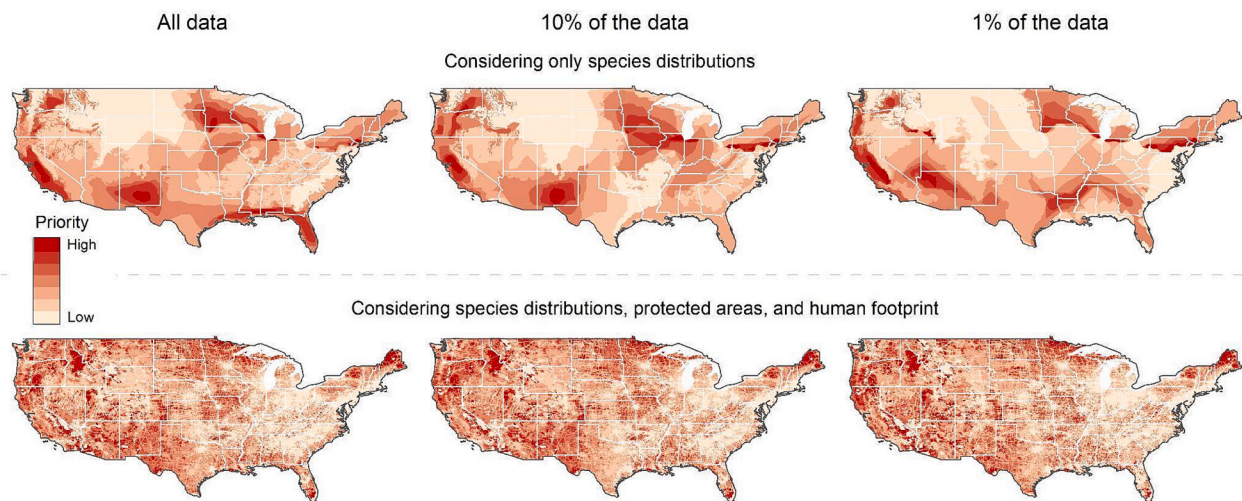 All data
10% of the data
1% of the data
Considering only species distributions
Priority
High
Low
Considering species distributions, protected areas, and human footprint